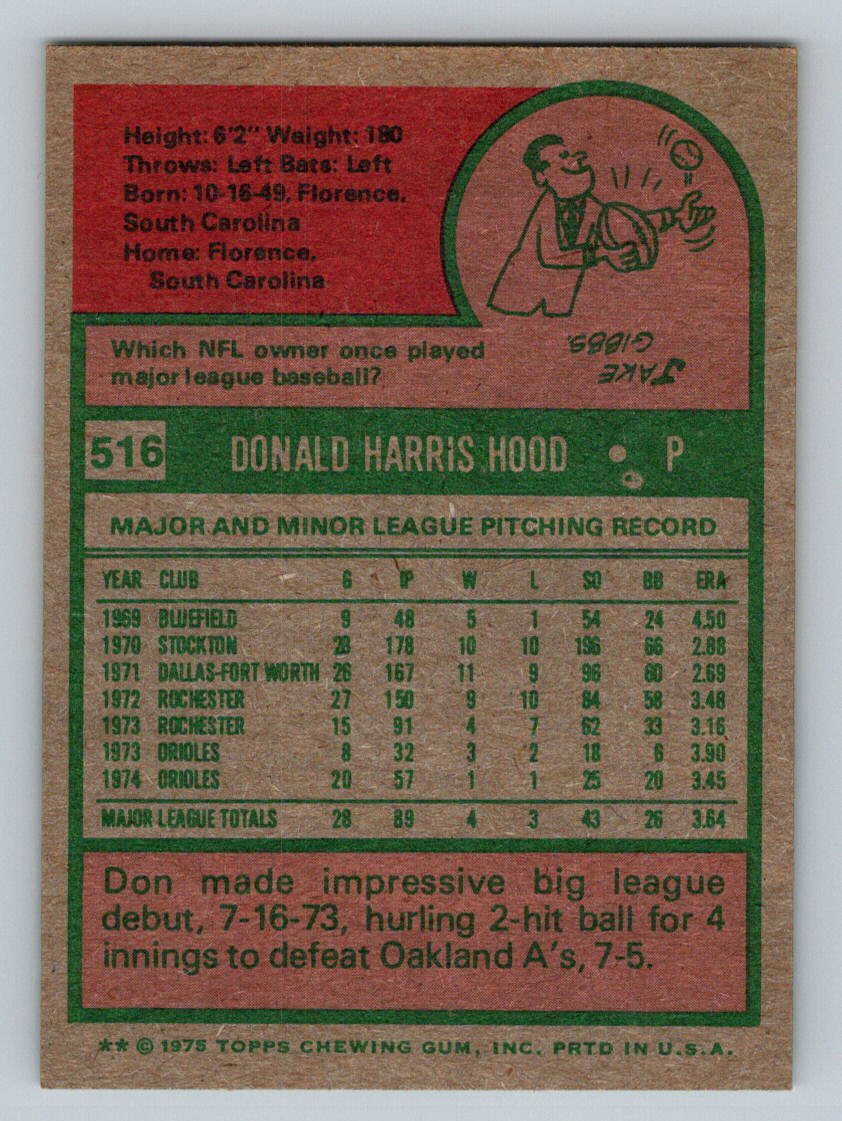 Height: 6'2" Weight: 180
Throws: Left Bats: Left
Born: 10-16-49, Florence,
South Carolina
Home: Florence,
South Carolina
Which NFL owner once played
major league baseball?
JAKE
GIBBS.
516 DONALD HARRIS HOOD • P
MAJOR AND MINOR LEAGUE PITCHING RECORD
YEAR CLUB G IP W L SO BB ERA
1969 BLUEFIELD 9 48 5 1 54 24 4.50
1970 STOCKTON 28 178 10 10 196 66 2.88
1971 DALLAS-FORT WORTH 26 167 11 9 96 80 2.69
1972 ROCHESTER 27 150 9 10 84 58 3.48
1973 ROCHESTER 15 91 4 7 62 33 3.16
1973 ORIOLES 8 32 3 2 18 6 3.90
1974 ORIOLES 20 57 1 1 25 20 3.45
MAJOR LEAGUE TOTALS 28 89 4 3 43 26 3.64
Don made impressive big league
debut, 7-16-73, hurling 2-hit ball for 4
innings to defeat Oakland A's, 7-5.
** © 1975 TOPPS CHEWING GUM, INC. PRTD IN U.S.A.